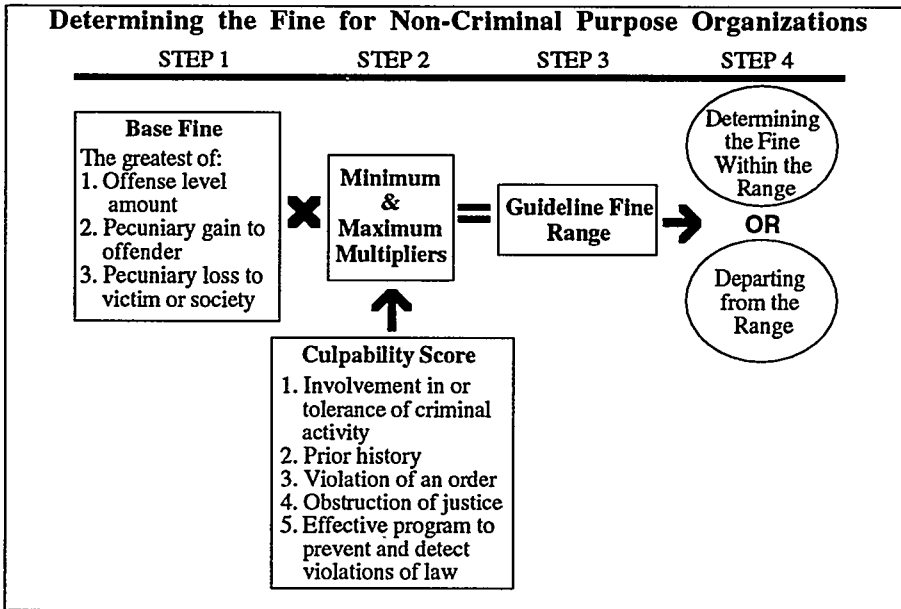 Determining the Fine for Non-Criminal Purpose Organizations
STEP 1
STEP 2
STEP 3
STEP 4
Base Fine
The greatest of:
1. Offense level
amount
2. Pecuniary gain to
offender
3. Pecuniary loss to
victim or society
Minimum
&
Maximum
Multipliers
=
Guideline Fine
Range
Determining
the Fine
Within the
Range
OR
Departing
from the
Range
Culpability Score
1. Involvement in or
tolerance of criminal
activity
2. Prior history
3. Violation of an order
4. Obstruction of justice
5. Effective program to
prevent and detect
violations of law